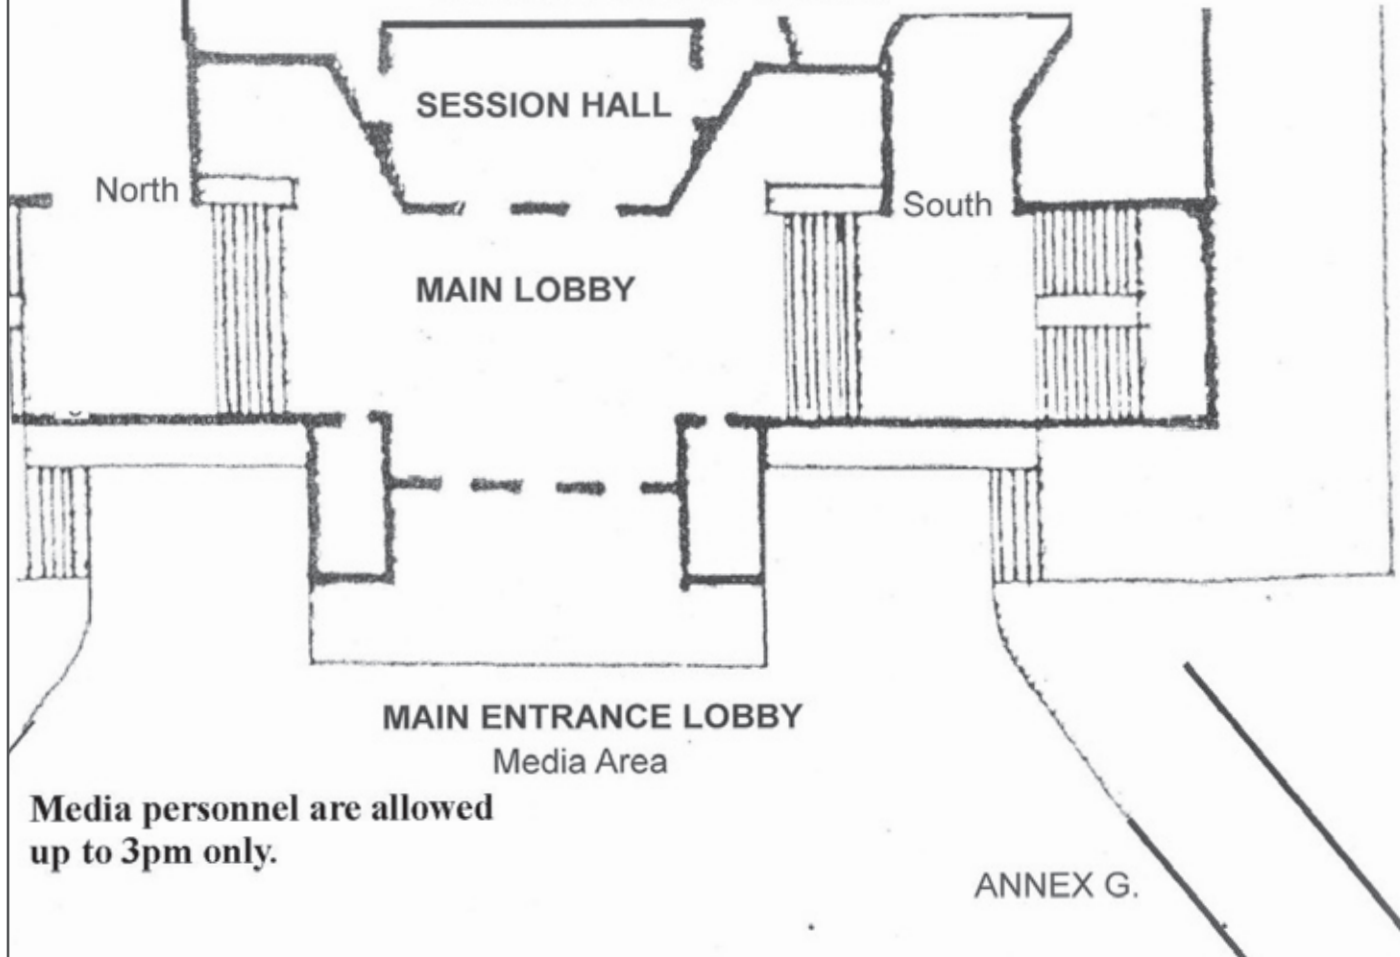 SESSION HALL
North
South
MAIN LOBBY
MAIN ENTRANCE LOBBY
Media Area
Media personnel are allowed
up to 3pm only.
ANNEX G.